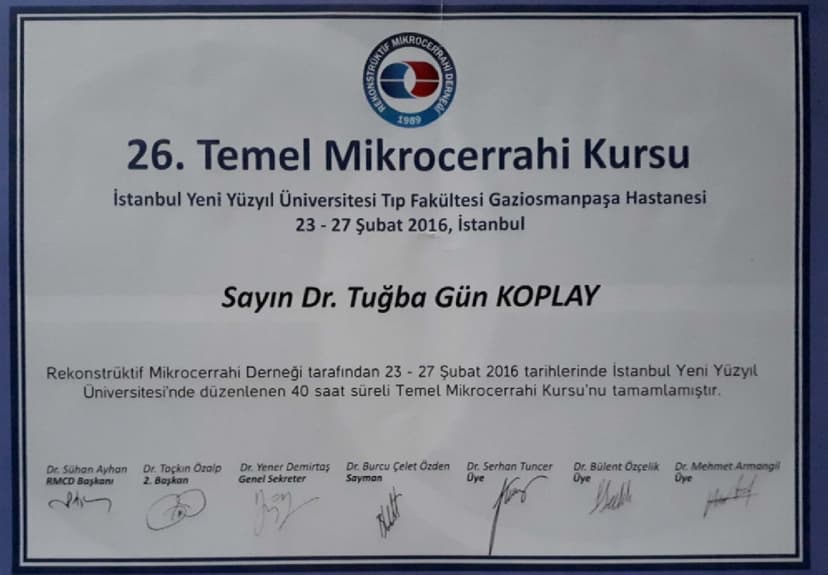 REKONSTRÜKTİF MİKROCERRAHİ DERNEĞİ
1989
26. Temel Mikrocerrahi Kursu
İstanbul Yeni Yüzyıl Üniversitesi Tıp Fakültesi Gaziosmanpaşa Hastanesi
23 - 27 Şubat 2016, İstanbul
Sayın Dr. Tuğba Gün KOPLAY
Rekonstrüktif Mikrocerrahi Derneği tarafından 23 - 27 Şubat 2016 tarihlerinde İstanbul Yeni Yüzyıl
Üniversitesi'nde düzenlenen 40 saat süreli Temel Mikrocerrahi Kursu'nu tamamlamıştır.
Dr. Sühan Ayhan Dr. Taçkın Özalp Dr. Yener Demirtaş Dr. Burcu Çelet Özden Dr. Serhan Tuncer Dr. Bülent Özçelik Dr. Mehmet Armangil
RMCD Başkanı 2. Başkan Genel Sekreter Sayman Üye Üye Üye